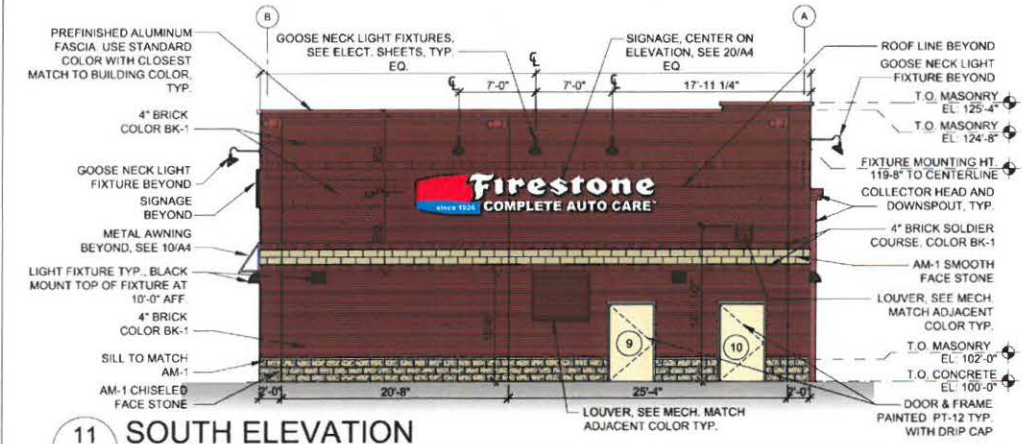 B
A
PREFINISHED ALUMINUM
FASCIA. USE STANDARD
COLOR WITH CLOSEST
MATCH TO BUILDING COLOR,
TYP.
GOOSE NECK LIGHT FIXTURES,
SEE ELECT. SHEETS, TYP.
EQ.
SIGNAGE, CENTER ON
ELEVATION, SEE 20/A4
EQ
7'-0"
7'-0"
17'-11 1/4"
ROOF LINE BEYOND
GOOSE NECK LIGHT
FIXTURE BEYOND
T.O. MASONRY
EL: 125'-4"
T.O. MASONRY
EL: 124'-8"
FIXTURE MOUNTING HT.
119'-8" TO CENTERLINE
COLLECTOR HEAD AND
DOWNSPOUT, TYP.
4" BRICK SOLDIER
COURSE, COLOR BK-1
AM-1 SMOOTH
FACE STONE
LOUVER, SEE MECH.
MATCH ADJACENT
COLOR TYP.
T.O. MASONRY
EL: 102'-0"
T.O. CONCRETE
EL: 100'-0"
DOOR & FRAME
PAINTED PT-12 TYP.
WITH DRIP CAP
4" BRICK
COLOR BK-1
GOOSE NECK LIGHT
FIXTURE BEYOND
SIGNAGE
BEYOND
METAL AWNING
BEYOND, SEE 10/A4
LIGHT FIXTURE TYP., BLACK
MOUNT TOP OF FIXTURE AT
10'-0" AFF.
4" BRICK
COLOR BK-1
SILL TO MATCH
AM-1
AM-1 CHISELED
FACE STONE
Firestone
since 1926 COMPLETE AUTO CARE
9
10
2'-0"
20'-8"
25'-4"
2'-0"
LOUVER, SEE MECH. MATCH
ADJACENT COLOR TYP.
11 SOUTH ELEVATION